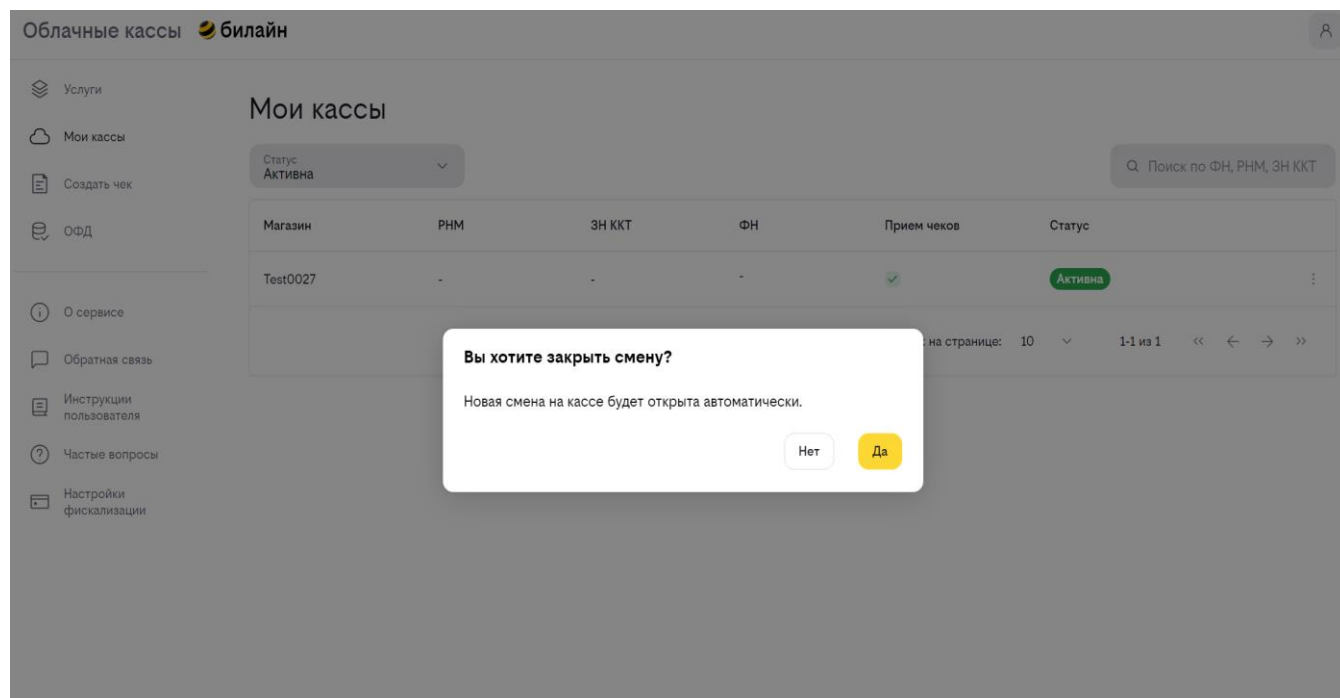 Облачные кассы билайн
Услуги
Мои кассы
Создать чек
ОФД
О сервисе
Обратная связь
Инструкции
пользователя
Частые вопросы
Настройки
фискализации
Мои кассы
Статус
Активна
Поиск по ФН, РНМ, ЗН ККТ
Магазин РНМ ЗН ККТ ФН Прием чеков Статус
Test0027 - - - Активна
на странице: 10 1-1 из 1
Вы хотите закрыть смену?
Новая смена на кассе будет открыта автоматически.
Нет Да